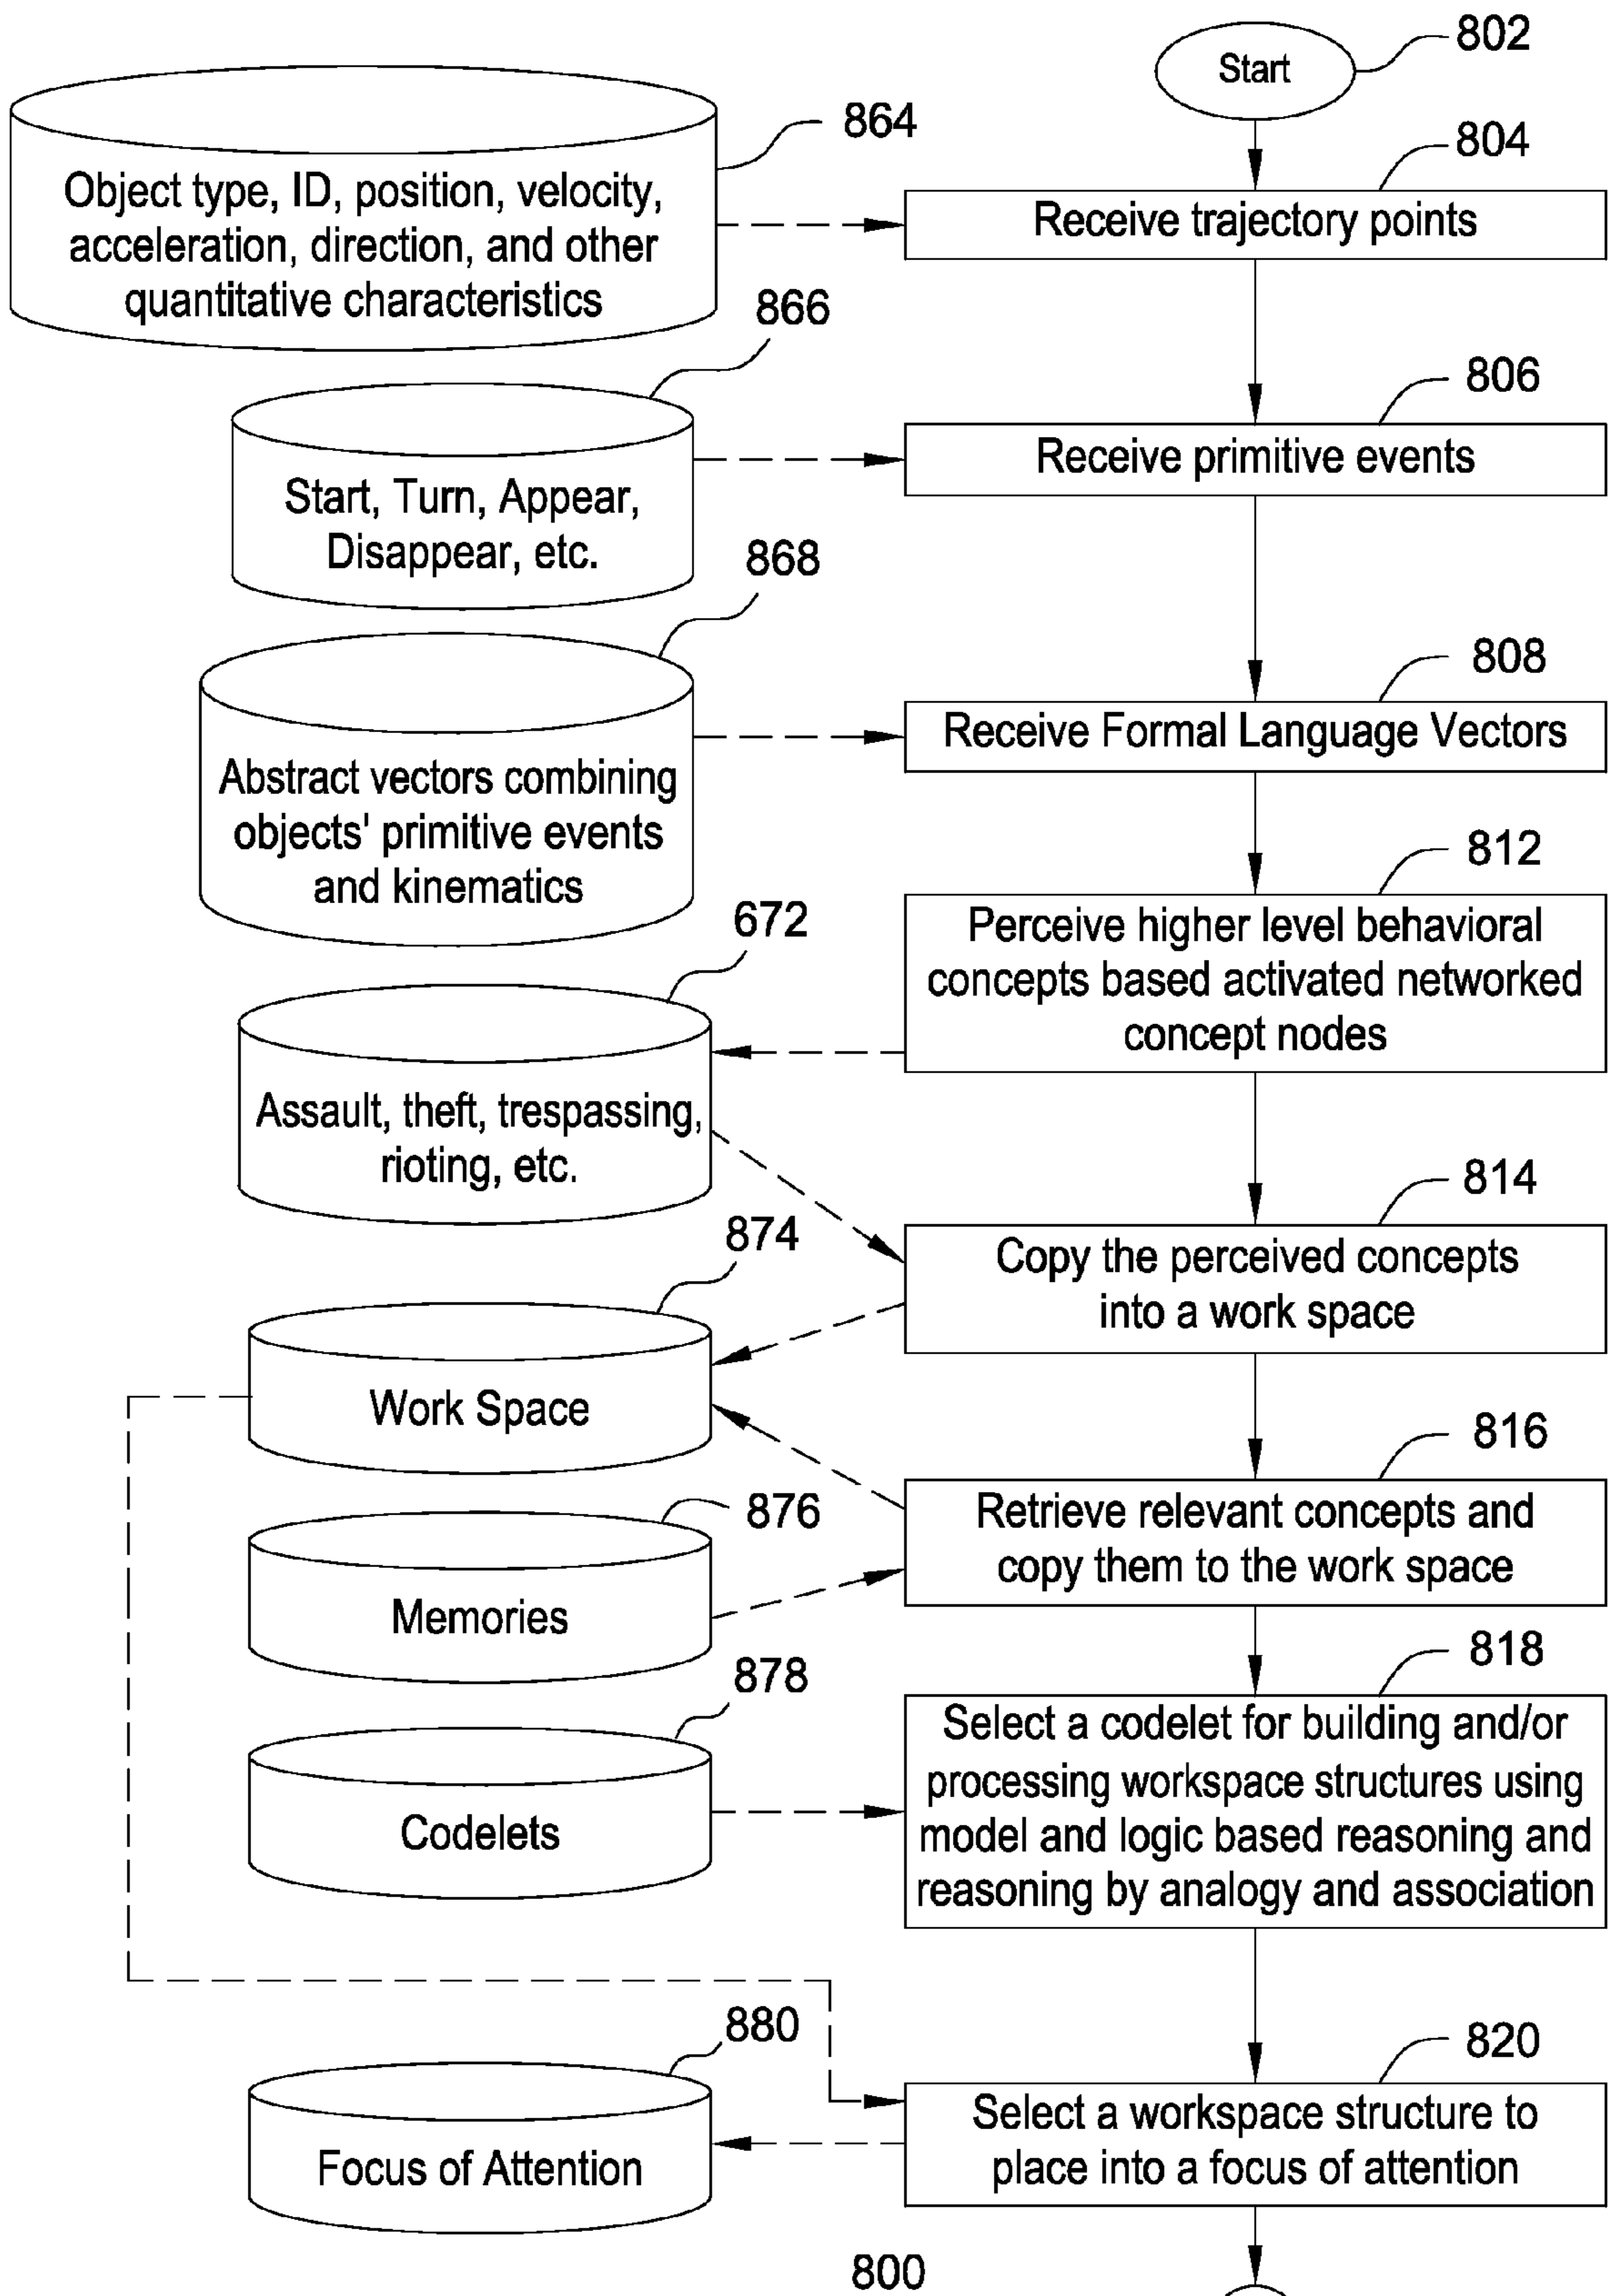 802
Start
804
Receive trajectory points
864
Object type, ID, position, velocity,
acceleration, direction, and other
quantitative characteristics
806
Receive primitive events
866
Start, Turn, Appear,
Disappear, etc.
808
Receive Formal Language Vectors
868
Abstract vectors combining
objects' primitive events
and kinematics
812
Perceive higher level behavioral
concepts based activated networked
concept nodes
672
Assault, theft, trespassing,
rioting, etc.
814
Copy the perceived concepts
into a work space
874
Work Space
816
Retrieve relevant concepts and
copy them to the work space
876
Memories
818
Select a codelet for building and/or
processing workspace structures using
model and logic based reasoning and
reasoning by analogy and association
878
Codelets
820
Select a workspace structure to
place into a focus of attention
880
Focus of Attention
800